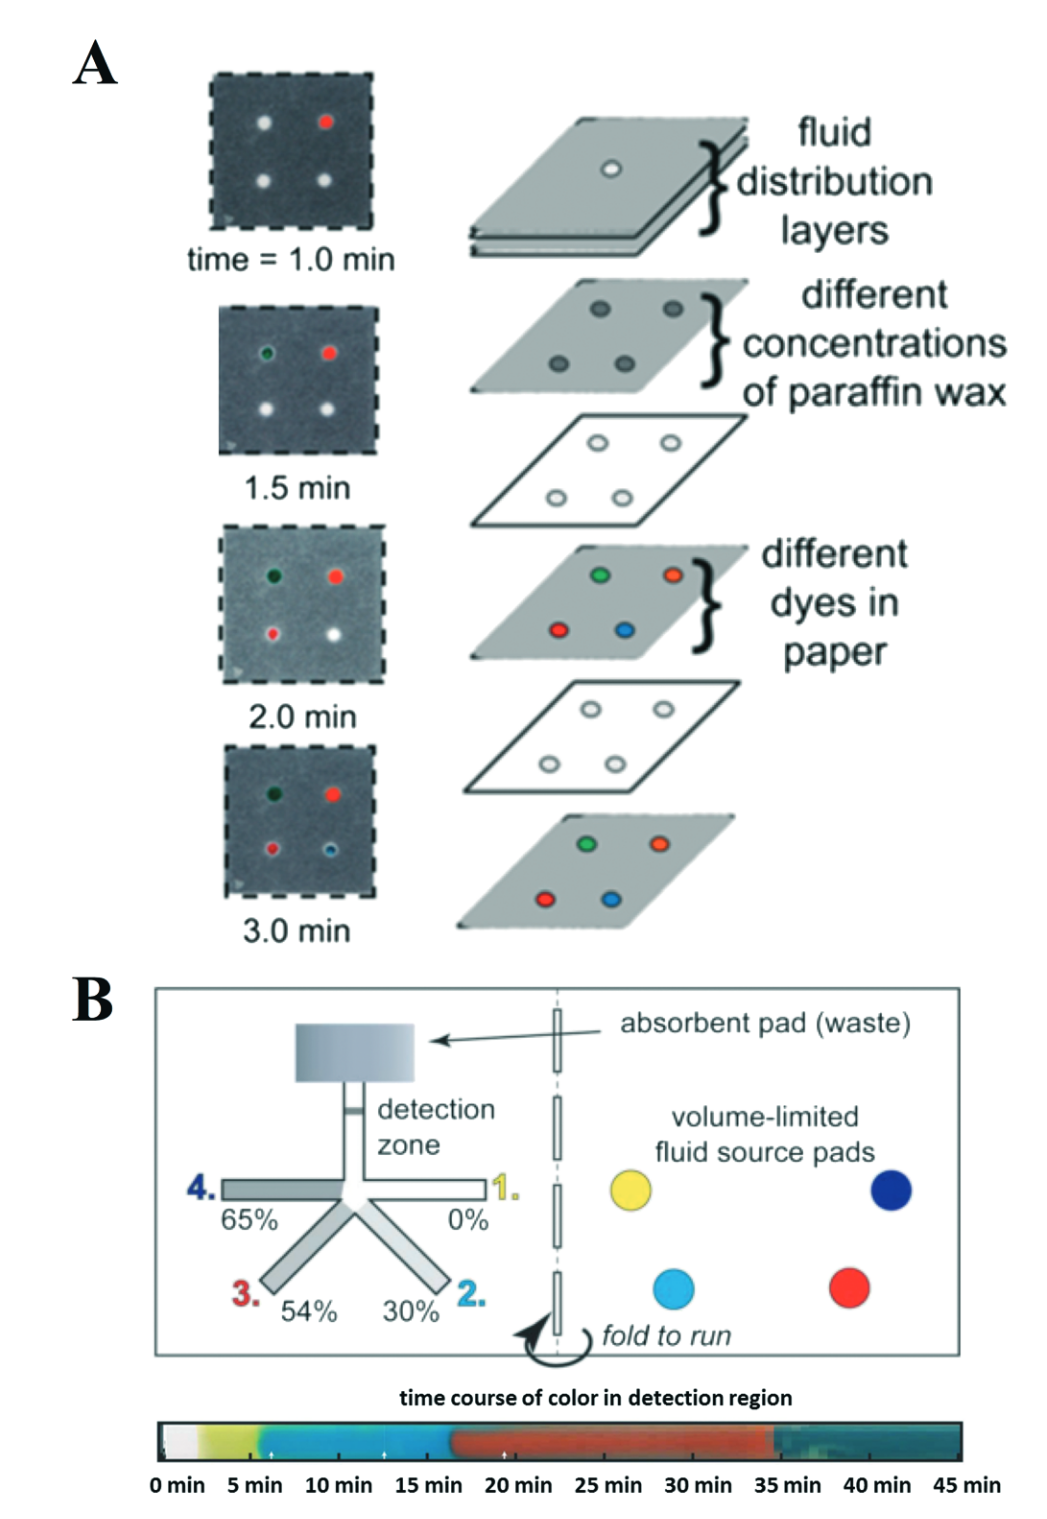 A
time = 1.0 min
1.5 min
2.0 min
3.0 min
fluid
distribution
layers
different
concentrations
of paraffin wax
different
dyes in
paper
B
absorbent pad (waste)
detection
zone
volume-limited
fluid source pads
4.
1.
65%
0%
3.
2.
54%
30%
fold to run
time course of color in detection region
0 min 5 min 10 min 15 min 20 min 25 min 30 min 35 min 40 min 45 min